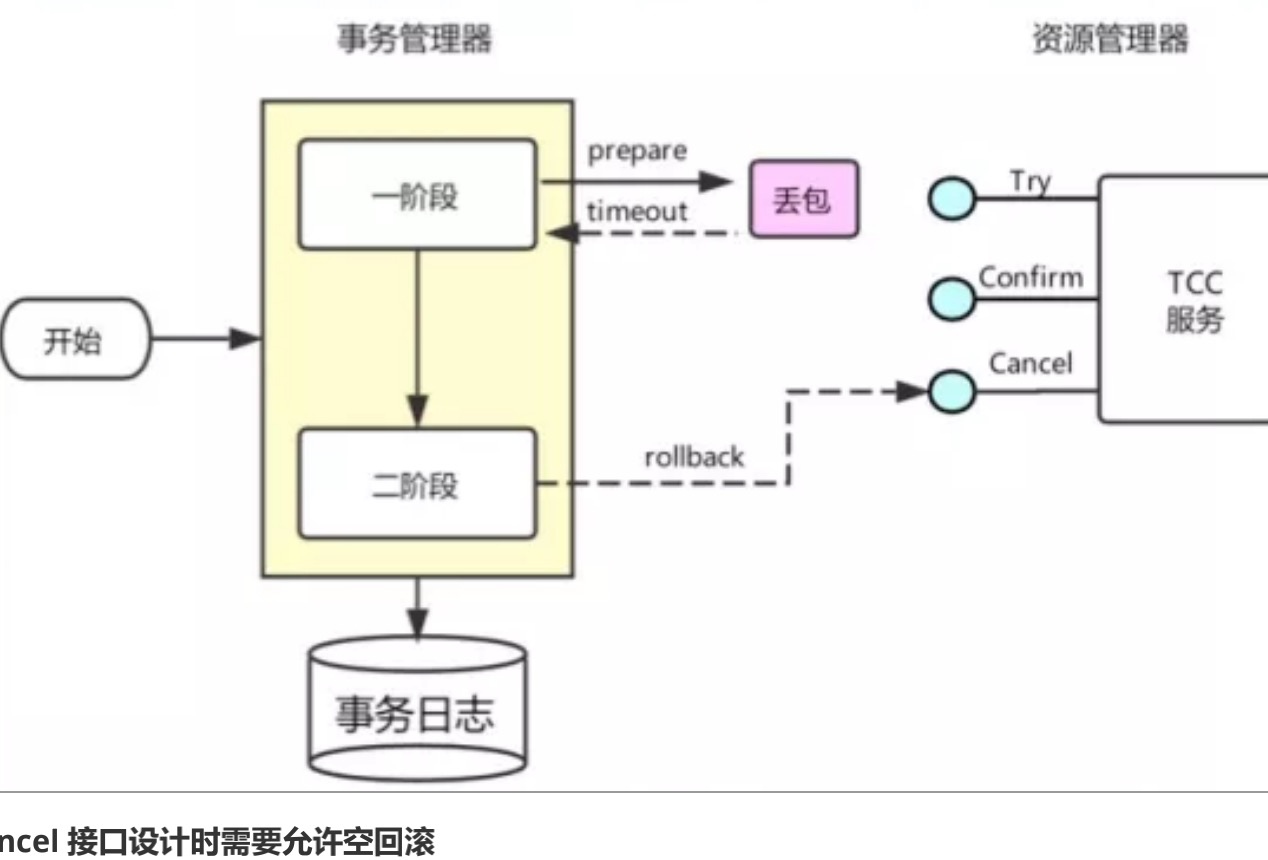 事务管理器
资源管理器
一阶段
prepare
timeout
丢包
Try
Confirm
Cancel
TCC
服务
开始
二阶段
rollback
事务日志
ncel 接口设计时需要允许空回滚